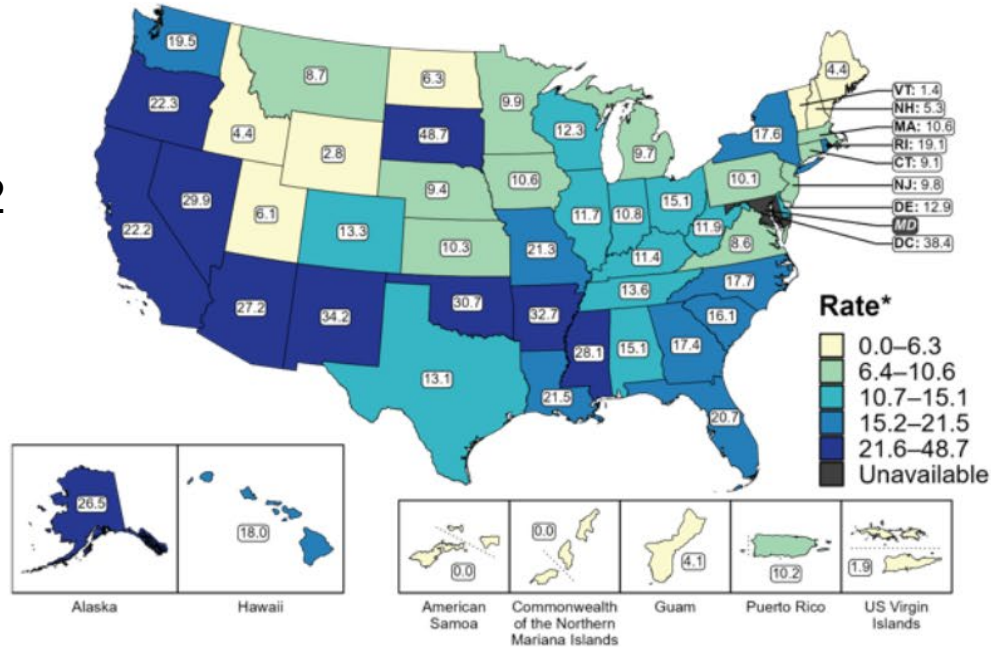 19.5
8.7
6.3
9.9
4.4
VT: 1.4
NH: 5.3
22.3
4.4
2.8
48.7
12.3
9.7
17.6
MA: 10.6
RI: 19.1
CT: 9.1
29.9
6.1
9.4
10.6
10.1
NJ: 9.8
DE: 12.9
MD
DC: 38.4
2
22.2
13.3
10.3
21.3
11.7
10.8
15.1
11.9
8.6
11.4
27.2
34.2
30.7
32.7
13.6
17.7
16.1
13.1
21.5
28.1
15.1
17.4
20.7
Rate*
0.0–6.3
6.4–10.6
10.7–15.1
15.2–21.5
21.6–48.7
Unavailable
26.5
18.0
0.0
0.0
4.1
10.2
1.9
Alaska
Hawaii
American
Samoa
Commonwealth
of the Northern
Mariana Islands
Guam
Puerto Rico
US Virgin
Islands